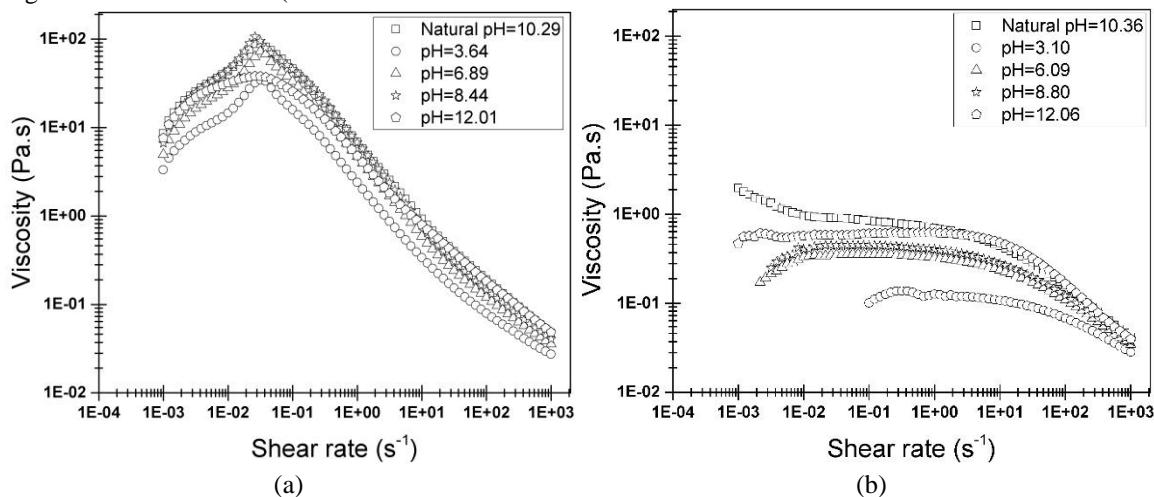 Natural pH=10.29
pH=3.64
pH=6.89
pH=8.44
pH=12.01
1E+02
1E+01
1E+00
1E-01
1E-02
Viscosity (Pa.s)
1E-04 1E-03 1E-02 1E-01 1E+00 1E+01 1E+02 1E+03
Shear rate (s⁻¹)
(a)
Natural pH=10.36
pH=3.10
pH=6.09
pH=8.80
pH=12.06
1E+02
1E+01
1E+00
1E-01
1E-02
Viscosity (Pa.s)
1E-04 1E-03 1E-02 1E-01 1E+00 1E+01 1E+02 1E+03
Shear rate (s⁻¹)
(b)